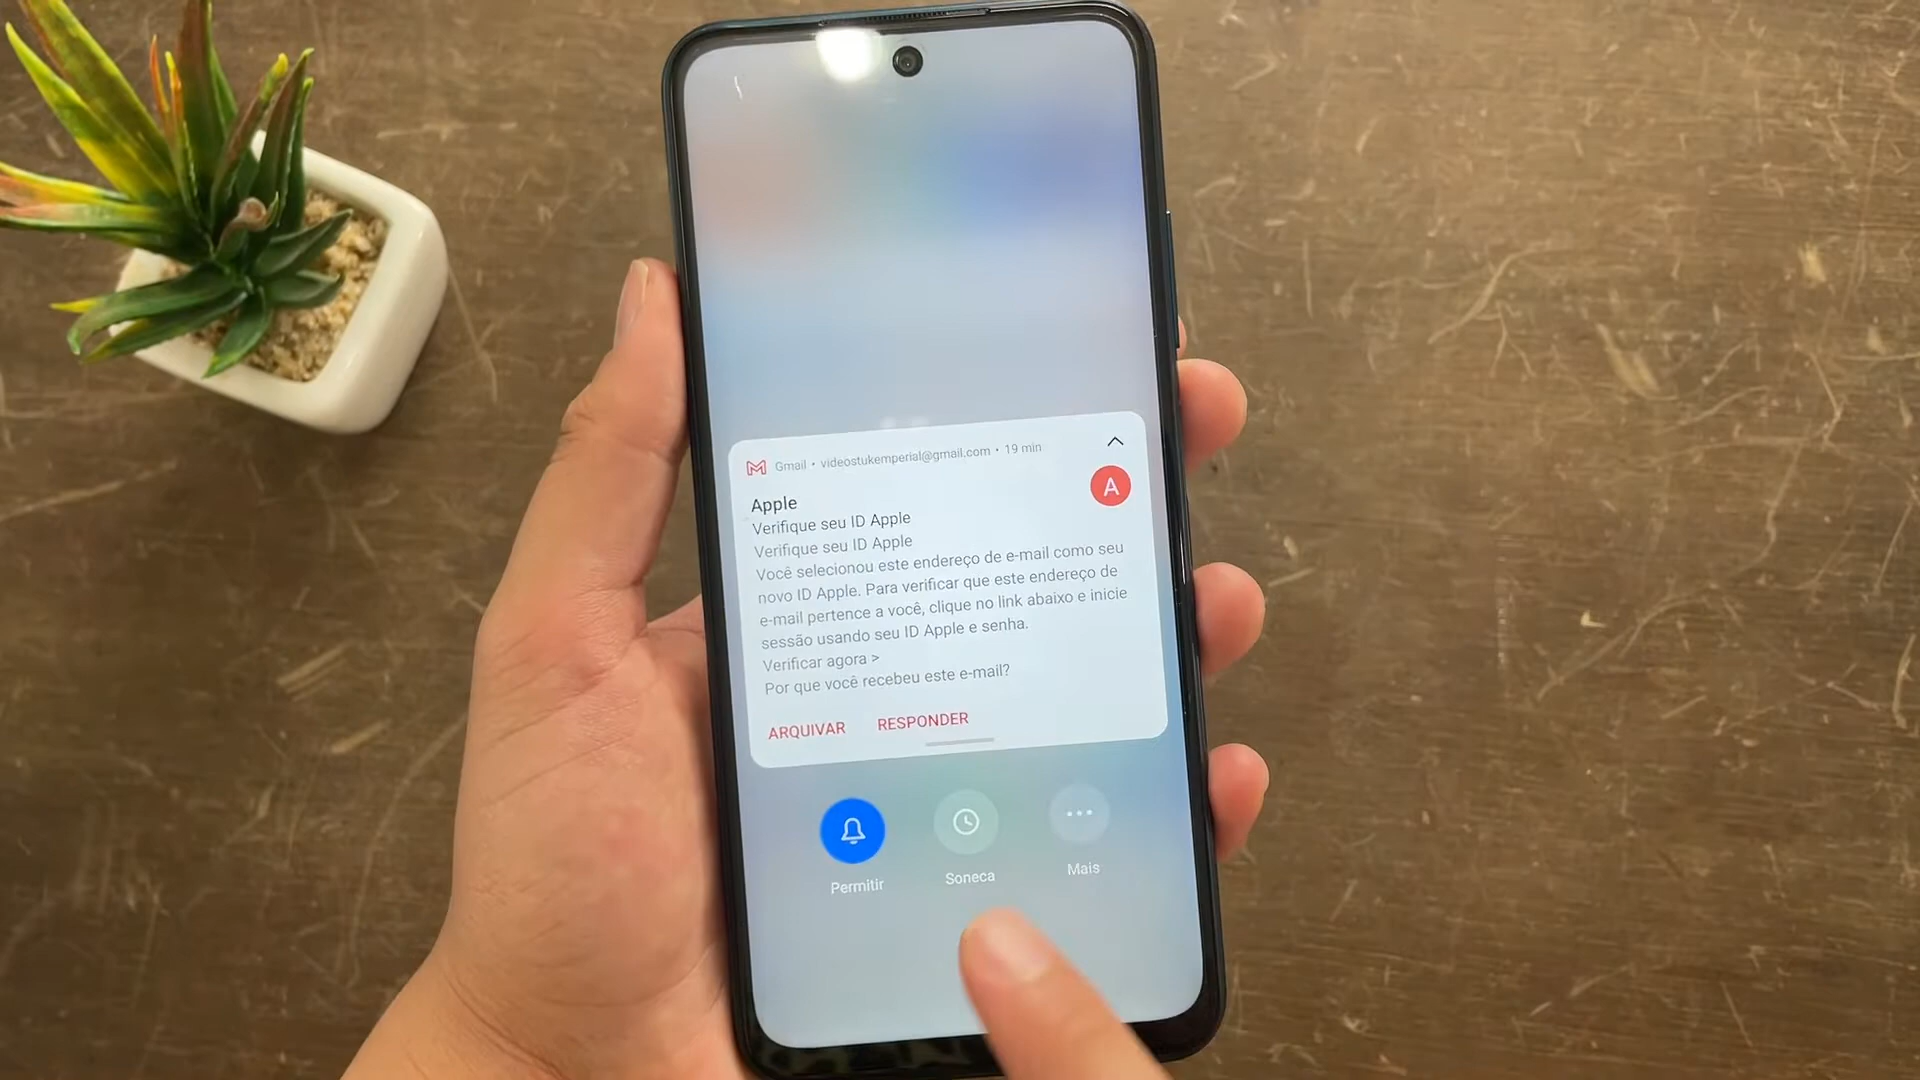 Gmail • videostukemperial@gmail.com • 19 min
A
Apple
Verifique seu ID Apple
Verifique seu ID Apple
Você selecionou este endereço de e-mail como seu
novo ID Apple. Para verificar que este endereço de
e-mail pertence a você, clique no link abaixo e inicie
sessão usando seu ID Apple e senha.
Verificar agora >
Por que você recebeu este e-mail?
ARQUIVAR RESPONDER
Permitir Soneca Mais